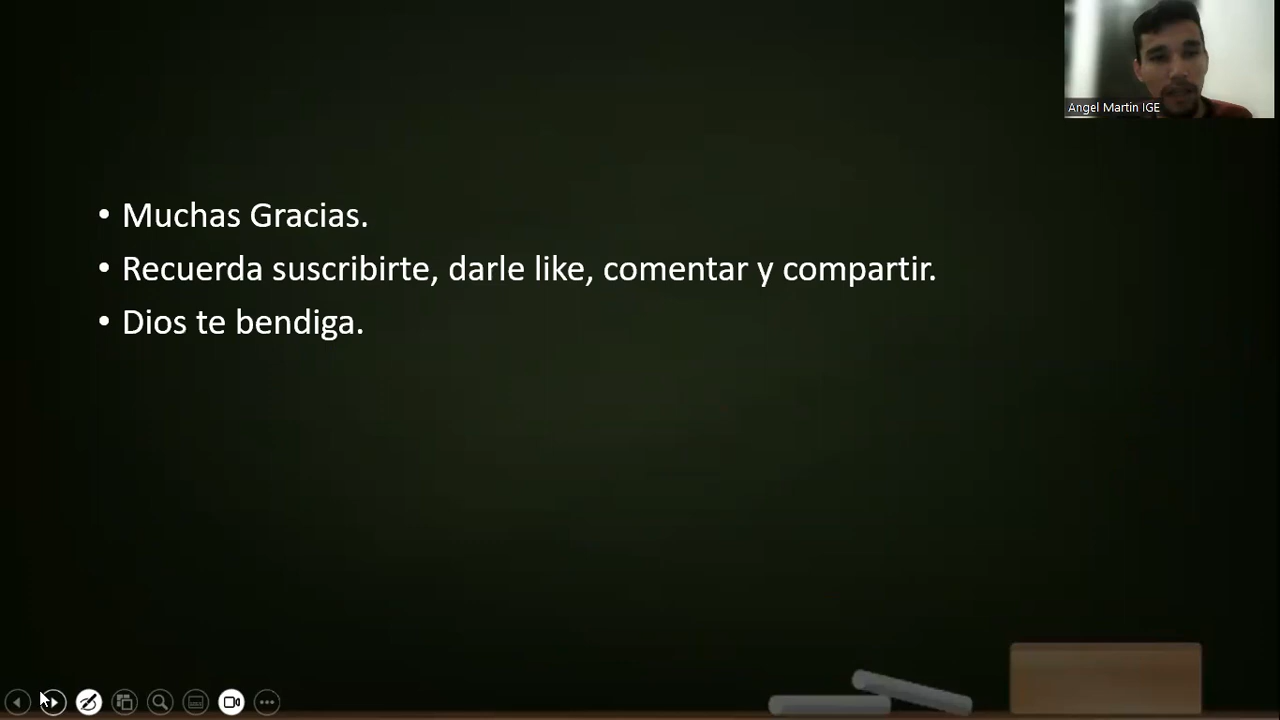 Angel Martin IGE
• Muchas Gracias.
• Recuerda suscribirte, darle like, comentar y compartir.
• Dios te bendiga.